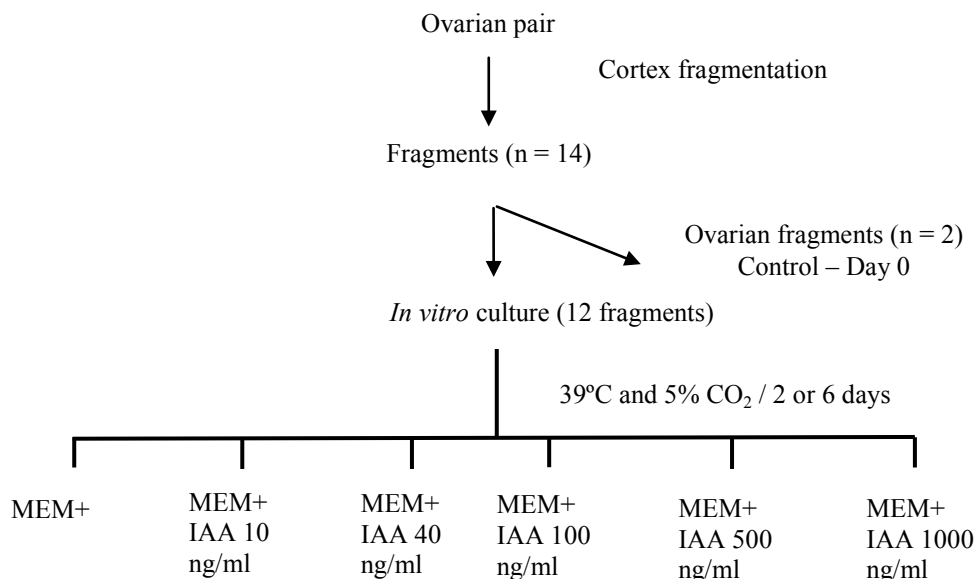 Ovarian pair
Cortex fragmentation
Fragments (n = 14)
Ovarian fragments (n = 2)
Control – Day 0
In vitro culture (12 fragments)
39ºC and 5% CO₂ / 2 or 6 days
MEM+
MEM+
IAA 10
ng/ml
MEM+
IAA 40
ng/ml
MEM+
IAA 100
ng/ml
MEM+
IAA 500
ng/ml
MEM+
IAA 1000
ng/ml